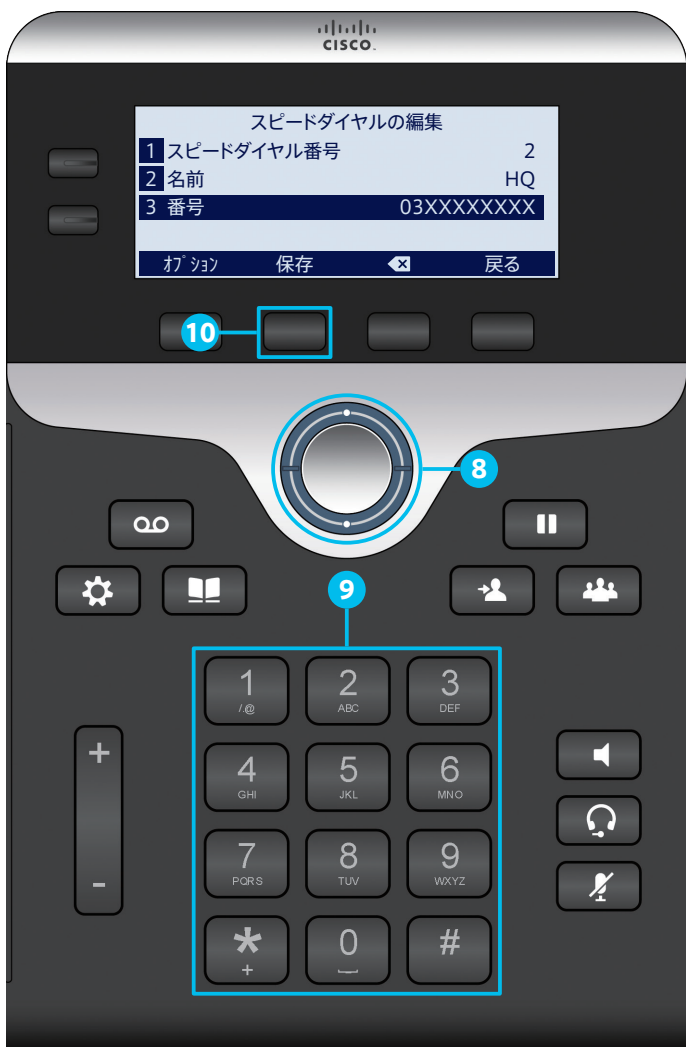 CISCO
スピードダイヤルの編集
1 スピードダイヤル番号 2
2 名前 HQ
3 番号 03XXXXXXXX
ｵﾌﾟｼｮﾝ 保存 戻る
10
8
9
1 2 3
/.@ ABC DEF
4 5 6
GHI JKL MNO
7 8 9
PQRS TUV WXYZ
* 0 #
+
+
-